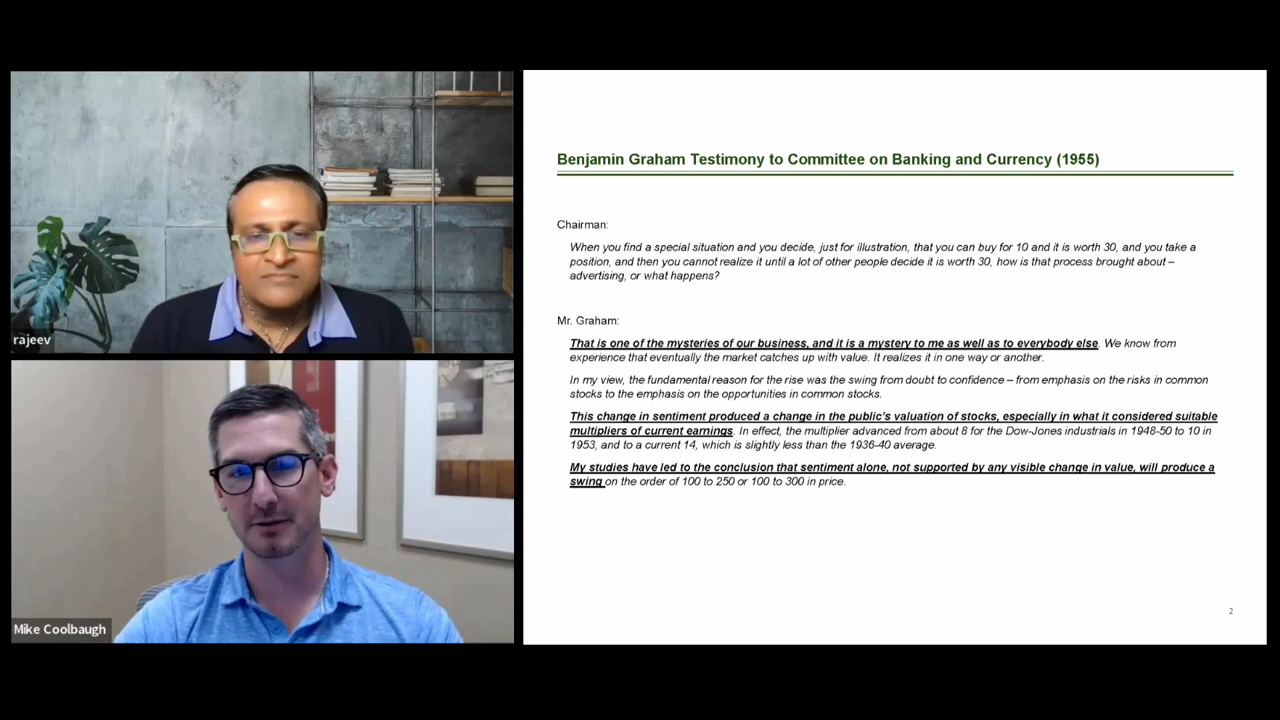 rajeev
Mike Coolbaugh
Benjamin Graham Testimony to Committee on Banking and Currency (1955)
Chairman:
When you find a special situation and you decide, just for illustration, that you can buy for 10 and it is worth 30, and you take a
position, and then you cannot realize it until a lot of other people decide it is worth 30, how is that process brought about –
advertising, or what happens?
Mr. Graham:
That is one of the mysteries of our business, and it is a mystery to me as well as to everybody else. We know from
experience that eventually the market catches up with value. It realizes it in one way or another.
In my view, the fundamental reason for the rise was the swing from doubt to confidence – from emphasis on the risks in common
stocks to the emphasis on the opportunities in common stocks.
This change in sentiment produced a change in the public's valuation of stocks, especially in what it considered suitable
multipliers of current earnings. In effect, the multiplier advanced from about 8 for the Dow-Jones industrials in 1948-50 to 10 in
1953, and to a current 14, which is slightly less than the 1936-40 average.
My studies have led to the conclusion that sentiment alone, not supported by any visible change in value, will produce a
swing on the order of 100 to 250 or 100 to 300 in price.
2